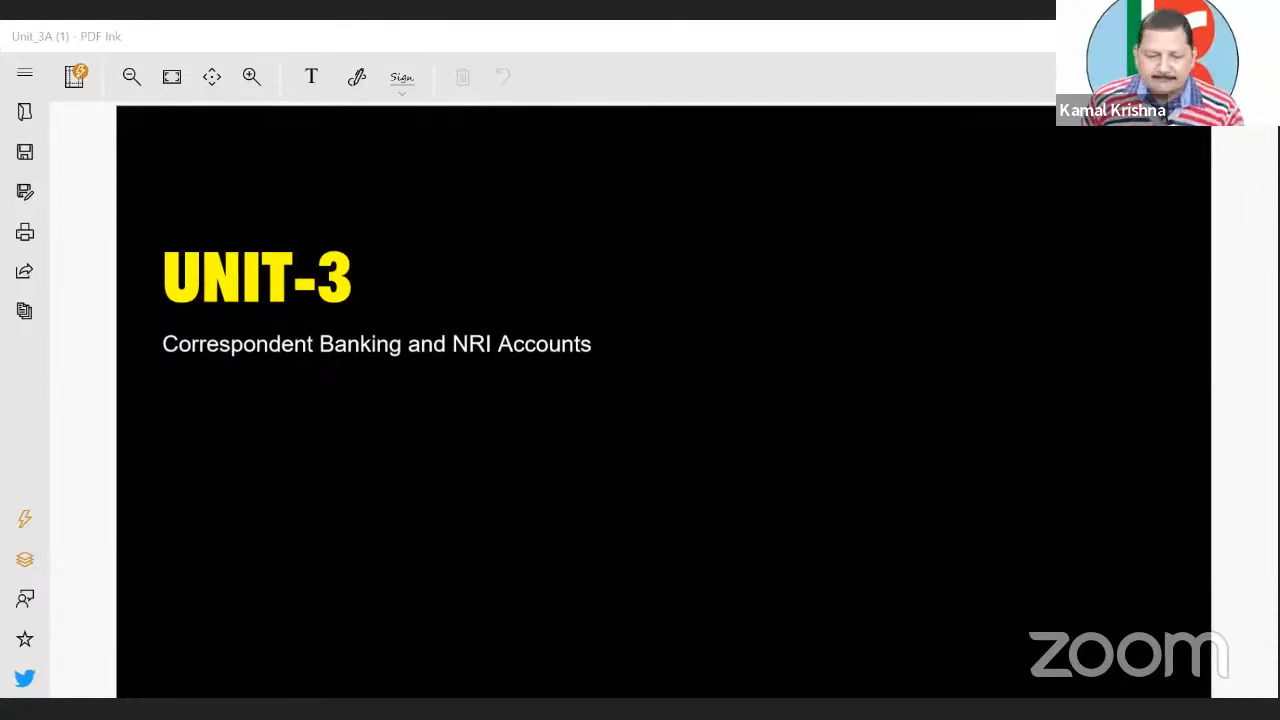 Unit_3A (1) - PDF Ink
T
Sign
Kamal Krishna
UNIT-3
Correspondent Banking and NRI Accounts
zoom